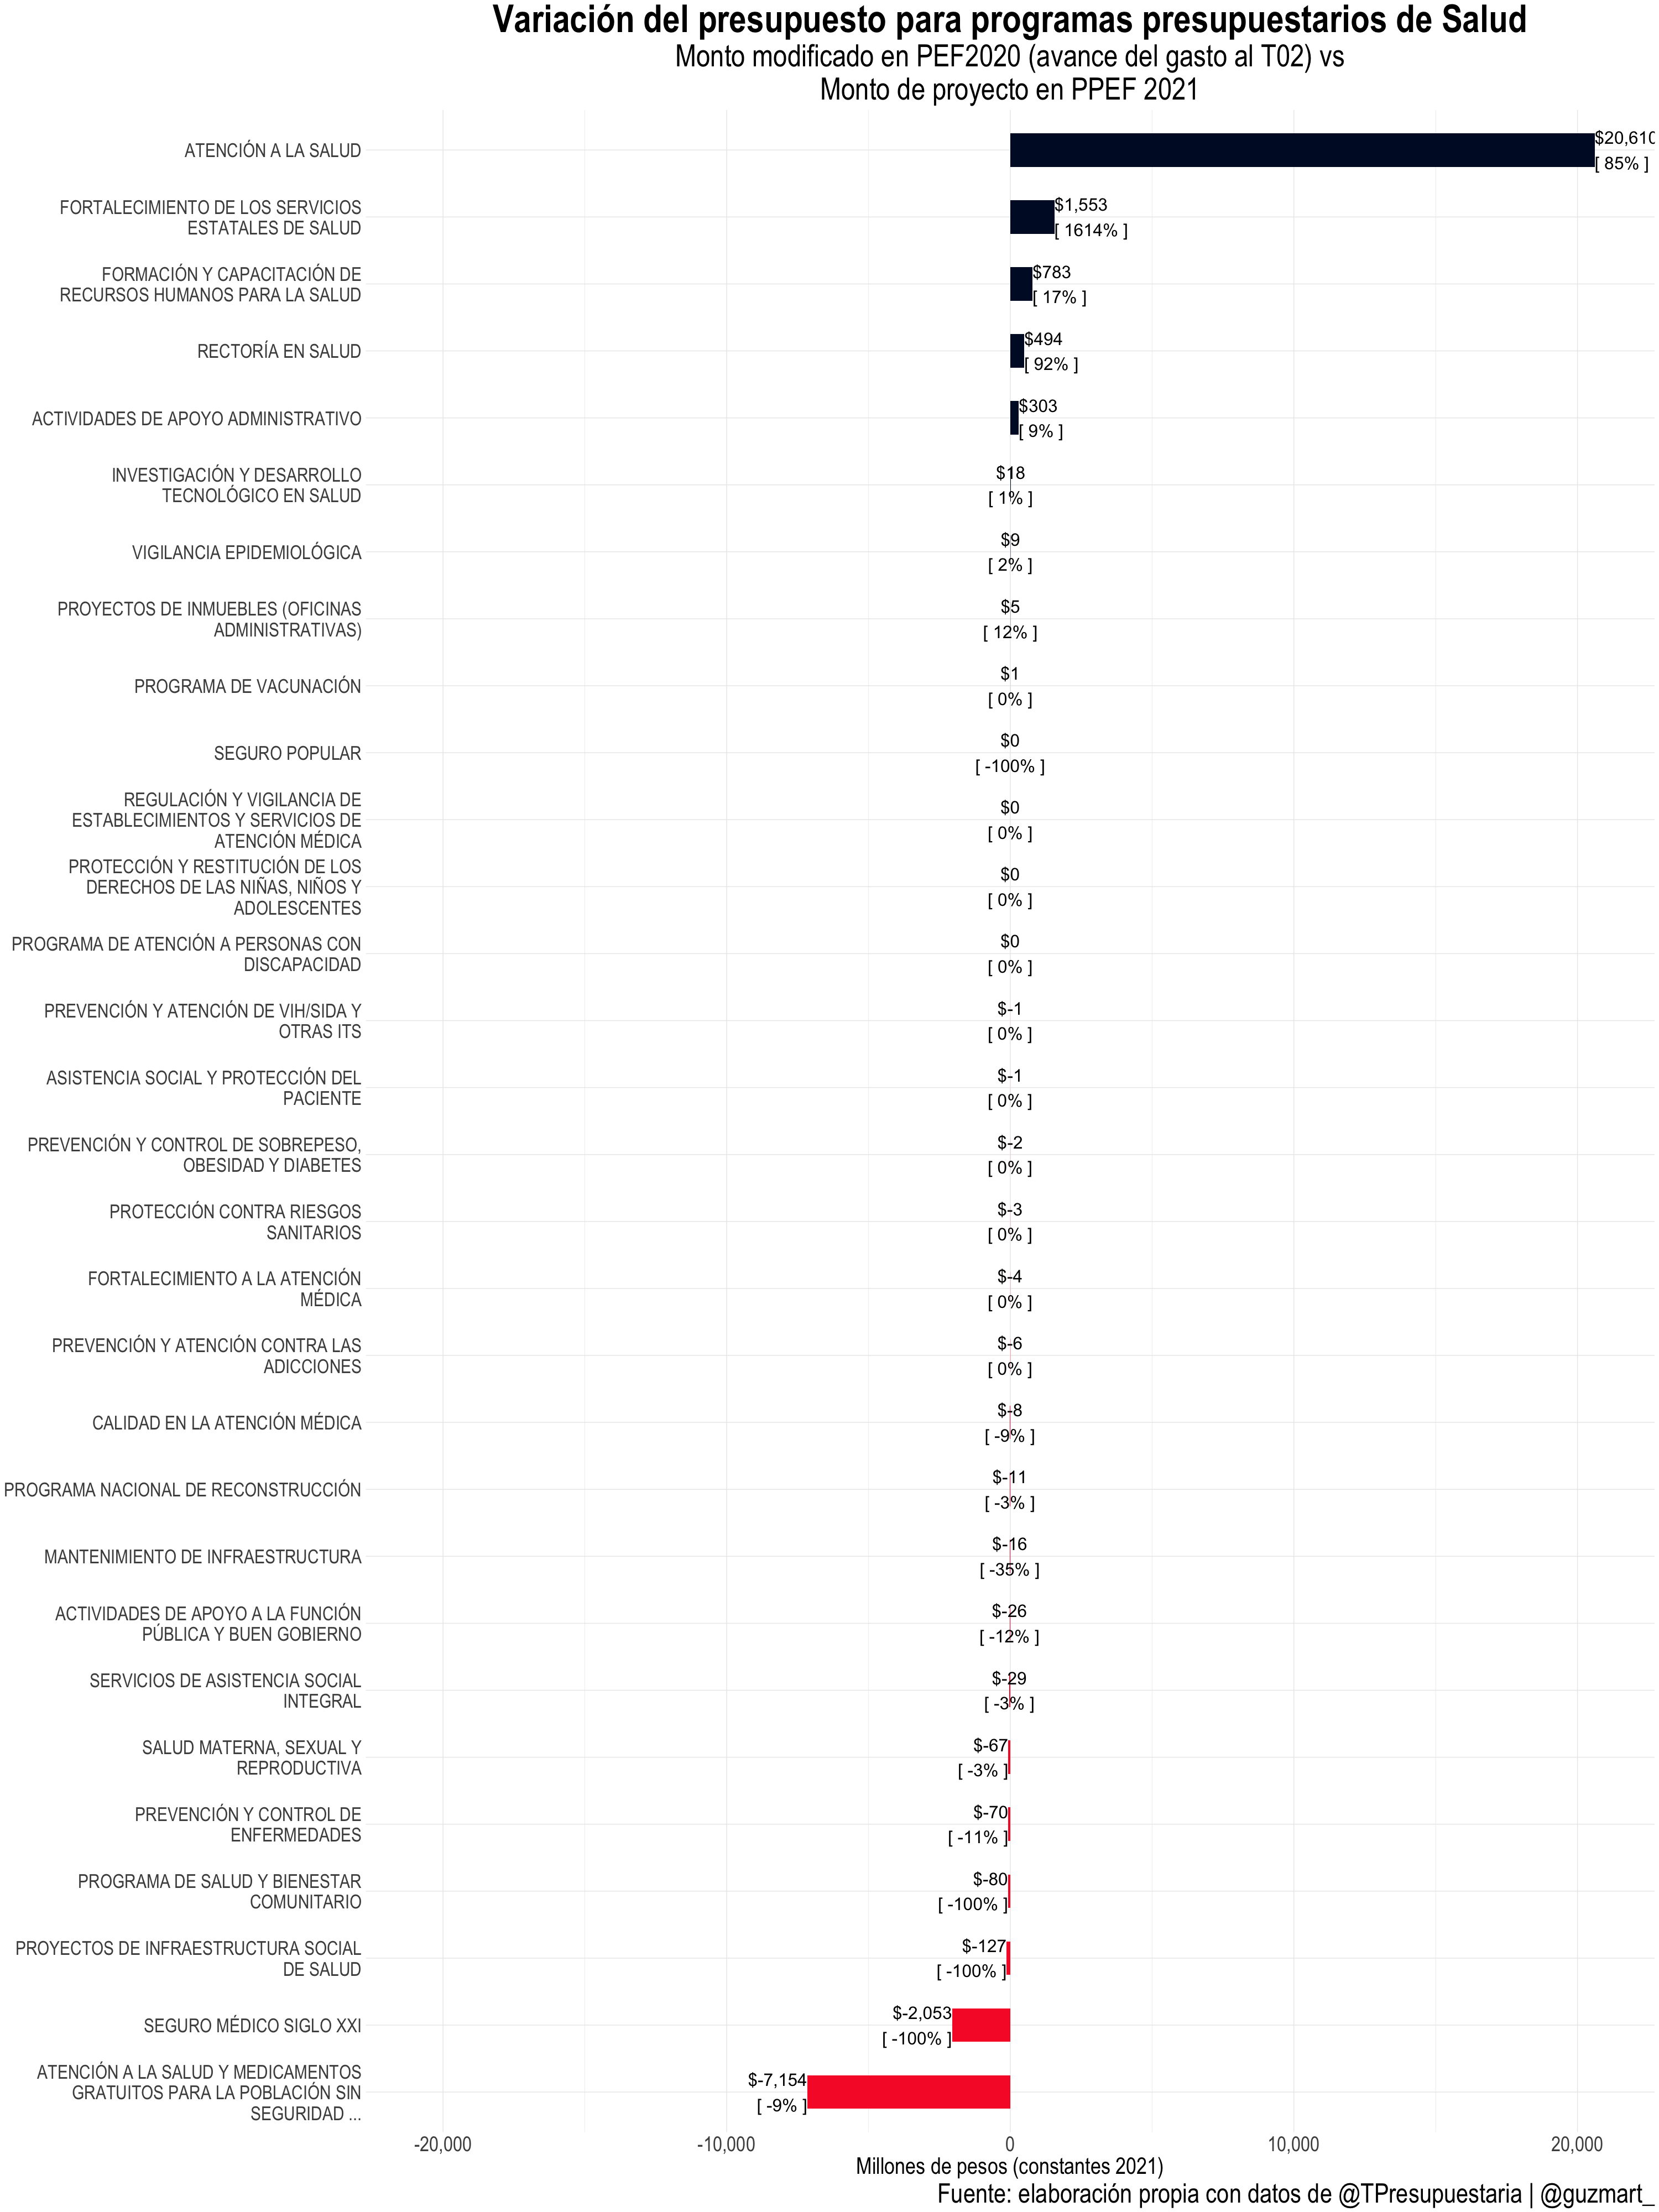 Variación del presupuesto para programas presupuestarios de Salud
Monto modificado en PEF2020 (avance del gasto al T02) vs
Monto de proyecto en PPEF 2021
ATENCIÓN A LA SALUD
$20,610
[ 85% ]
FORTALECIMIENTO DE LOS SERVICIOS
ESTATALES DE SALUD
$1,553
[ 1614% ]
FORMACIÓN Y CAPACITACIÓN DE
RECURSOS HUMANOS PARA LA SALUD
$783
[ 17% ]
RECTORÍA EN SALUD
$494
[ 92% ]
ACTIVIDADES DE APOYO ADMINISTRATIVO
$303
[ 9% ]
INVESTIGACIÓN Y DESARROLLO
TECNOLÓGICO EN SALUD
$18
[ 1% ]
VIGILANCIA EPIDEMIOLÓGICA
$9
[ 2% ]
PROYECTOS DE INMUEBLES (OFICINAS
ADMINISTRATIVAS)
$5
[ 12% ]
PROGRAMA DE VACUNACIÓN
$1
[ 0% ]
SEGURO POPULAR
$0
[ -100% ]
REGULACIÓN Y VIGILANCIA DE
ESTABLECIMIENTOS Y SERVICIOS DE
ATENCIÓN MÉDICA
$0
[ 0% ]
PROTECCIÓN Y RESTITUCIÓN DE LOS
DERECHOS DE LAS NIÑAS, NIÑOS Y
ADOLESCENTES
$0
[ 0% ]
PROGRAMA DE ATENCIÓN A PERSONAS CON
DISCAPACIDAD
$0
[ 0% ]
PREVENCIÓN Y ATENCIÓN DE VIH/SIDA Y
OTRAS ITS
$-1
[ 0% ]
ASISTENCIA SOCIAL Y PROTECCIÓN DEL
PACIENTE
$-1
[ 0% ]
PREVENCIÓN Y CONTROL DE SOBREPESO,
OBESIDAD Y DIABETES
$-2
[ 0% ]
PROTECCIÓN CONTRA RIESGOS
SANITARIOS
$-3
[ 0% ]
FORTALECIMIENTO A LA ATENCIÓN
MÉDICA
$-4
[ 0% ]
PREVENCIÓN Y ATENCIÓN CONTRA LAS
ADICCIONES
$-6
[ 0% ]
CALIDAD EN LA ATENCIÓN MÉDICA
$-8
[ -9% ]
PROGRAMA NACIONAL DE RECONSTRUCCIÓN
$-11
[ -3% ]
MANTENIMIENTO DE INFRAESTRUCTURA
$-16
[ -35% ]
ACTIVIDADES DE APOYO A LA FUNCIÓN
PÚBLICA Y BUEN GOBIERNO
$-26
[ -12% ]
SERVICIOS DE ASISTENCIA SOCIAL
INTEGRAL
$-29
[ -3% ]
SALUD MATERNA, SEXUAL Y
REPRODUCTIVA
$-67
[ -3% ]
PREVENCIÓN Y CONTROL DE
ENFERMEDADES
$-70
[ -11% ]
PROGRAMA DE SALUD Y BIENESTAR
COMUNITARIO
$-80
[ -100% ]
PROYECTOS DE INFRAESTRUCTURA SOCIAL
DE SALUD
$-127
[ -100% ]
SEGURO MÉDICO SIGLO XXI
$-2,053
[ -100% ]
ATENCIÓN A LA SALUD Y MEDICAMENTOS
GRATUITOS PARA LA POBLACIÓN SIN
SEGURIDAD ...
$-7,154
[ -9% ]
-20,000
-10,000
0
10,000
20,000
Millones de pesos (constantes 2021)
Fuente: elaboración propia con datos de @TPresupuestaria | @guzmart_